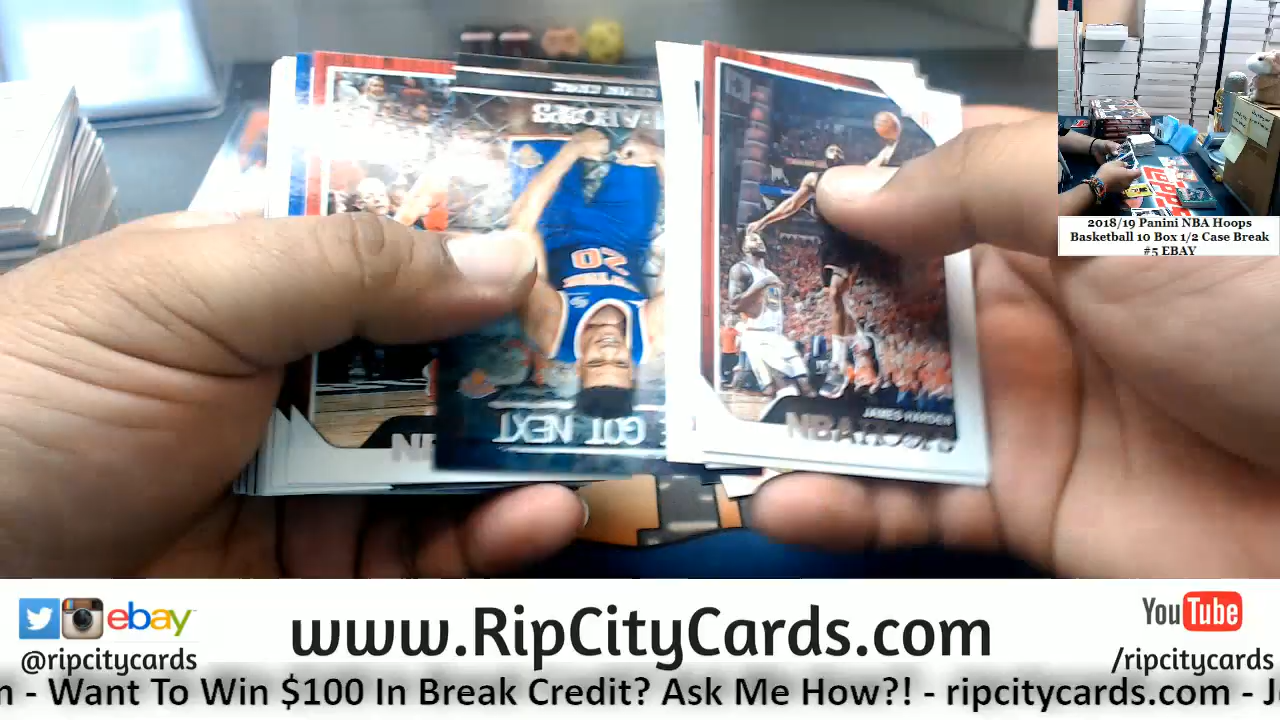 NBA HOOPS
GOT NEXT
20
JAMES HARDEN
NBA HOOPS
2018/19 Panini NBA Hoops
Basketball 10 Box 1/2 Case Break
#5 EBAY
ebay
@ripcitycards
www.RipCityCards.com
You Tube
/ripcitycards
- Want To Win $100 In Break Credit? Ask Me How?! - ripcitycards.com -